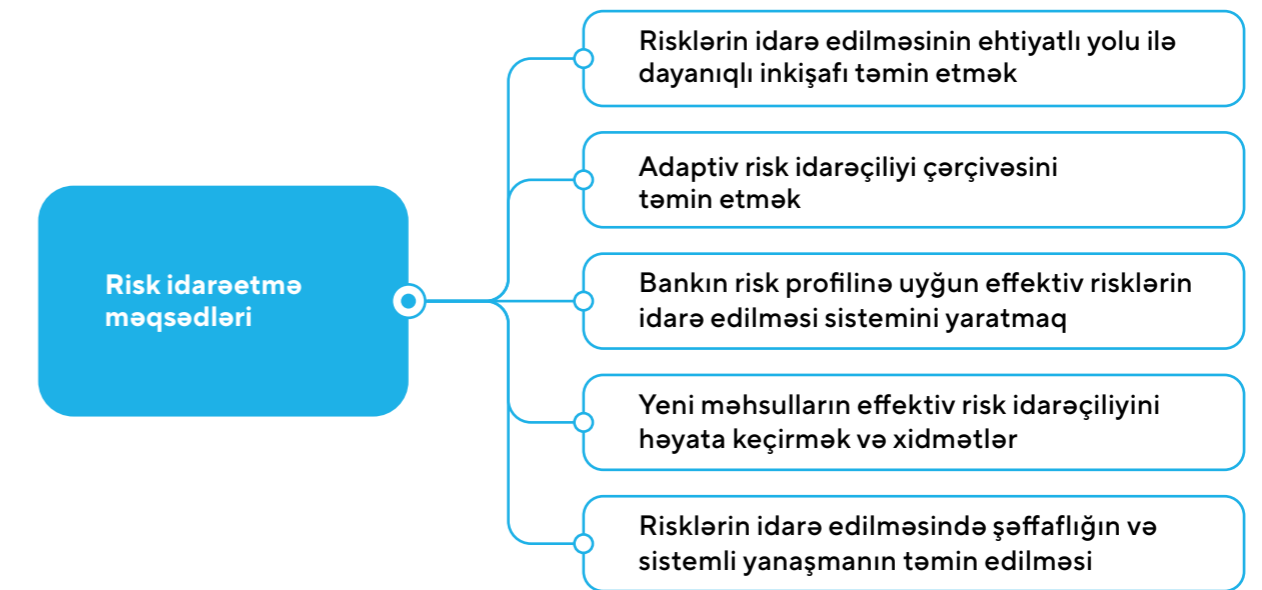 Risk idarəetmə
məqsədləri
Risklərin idarə edilməsinin ehtiyatlı yolu ilə
dayanıqlı inkişafı təmin etmək
Adaptiv risk idarəçiliyi çərçivəsini
təmin etmək
Bankın risk profilinə uyğun effektiv risklərin
idarə edilməsi sistemini yaratmaq
Yeni məhsulların effektiv risk idarəçiliyini
həyata keçirmək və xidmətlər
Risklərin idarə edilməsində şəffaflığın və
sistemli yanaşmanın təmin edilməsi